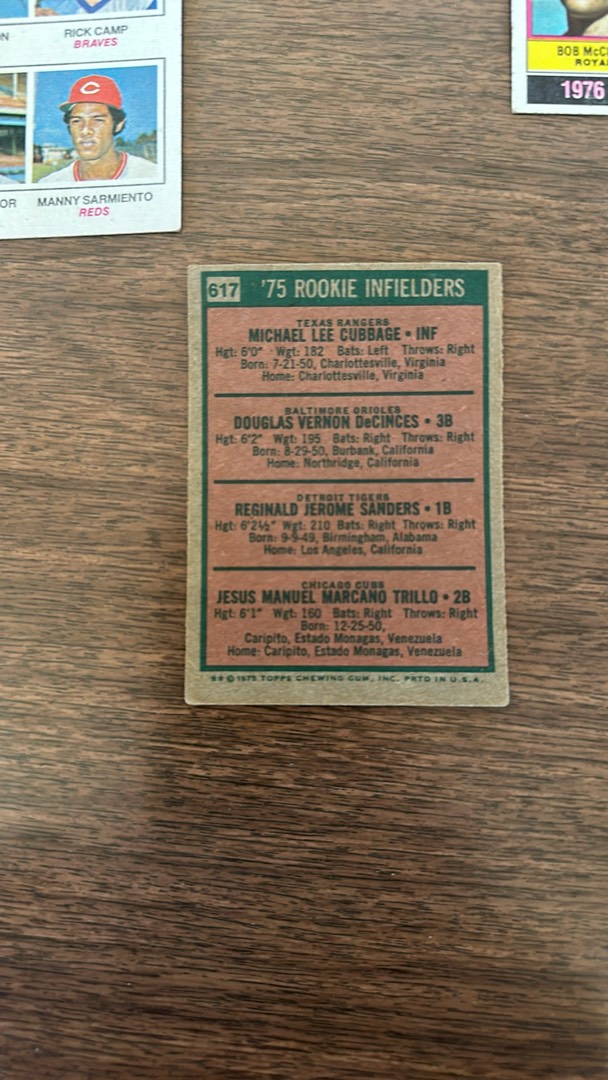 RICK CAMP
BRAVES
C
OR MANNY SARMIENTO
REDS
BOB McC
ROYA
1976
617 '75 ROOKIE INFIELDERS
TEXAS RANGERS
MICHAEL LEE CUBBAGE • INF
Hgt: 6'0" Wgt: 182 Bats: Left Throws: Right
Born: 7-21-50, Charlottesville, Virginia
Home: Charlottesville, Virginia
BALTIMORE ORIOLES
DOUGLAS VERNON DeCINCES • 3B
Hgt: 6'2" Wgt: 195 Bats: Right Throws: Right
Born: 8-29-50, Burbank, California
Home: Northridge, California
DETROIT TIGERS
REGINALD JEROME SANDERS • 1B
Hgt: 6'2½" Wgt: 210 Bats: Right Throws: Right
Born: 9-9-49, Birmingham, Alabama
Home: Los Angeles, California
CHICAGO CUBS
JESUS MANUEL MARCANO TRILLO • 2B
Hgt: 6'1" Wgt: 160 Bats: Right Throws: Right
Born: 12-25-50,
Caripito, Estado Monagas, Venezuela
Home: Caripito, Estado Monagas, Venezuela
© 1975 TOPPS CHEWING GUM, INC. PRTD IN U.S.A.